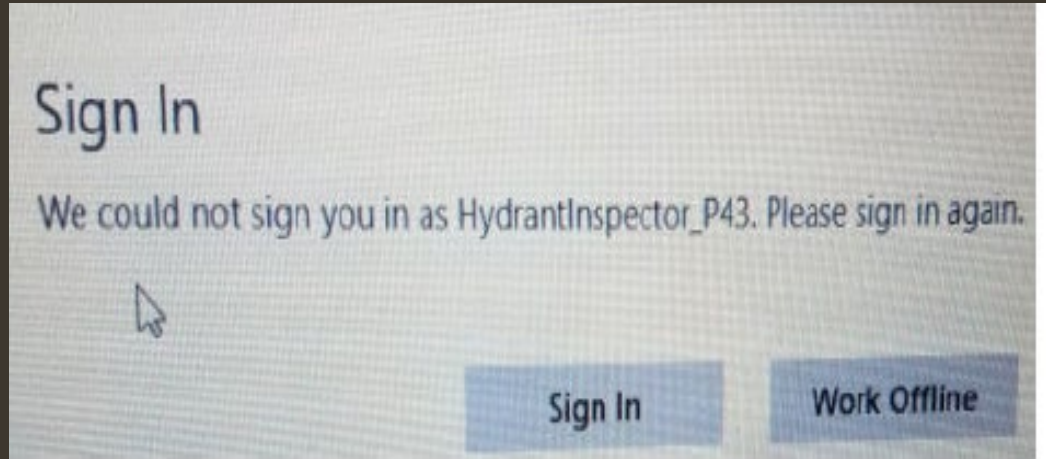 Sign In
We could not sign you in as HydrantInspector_P43. Please sign in again.
Sign In
Work Offline